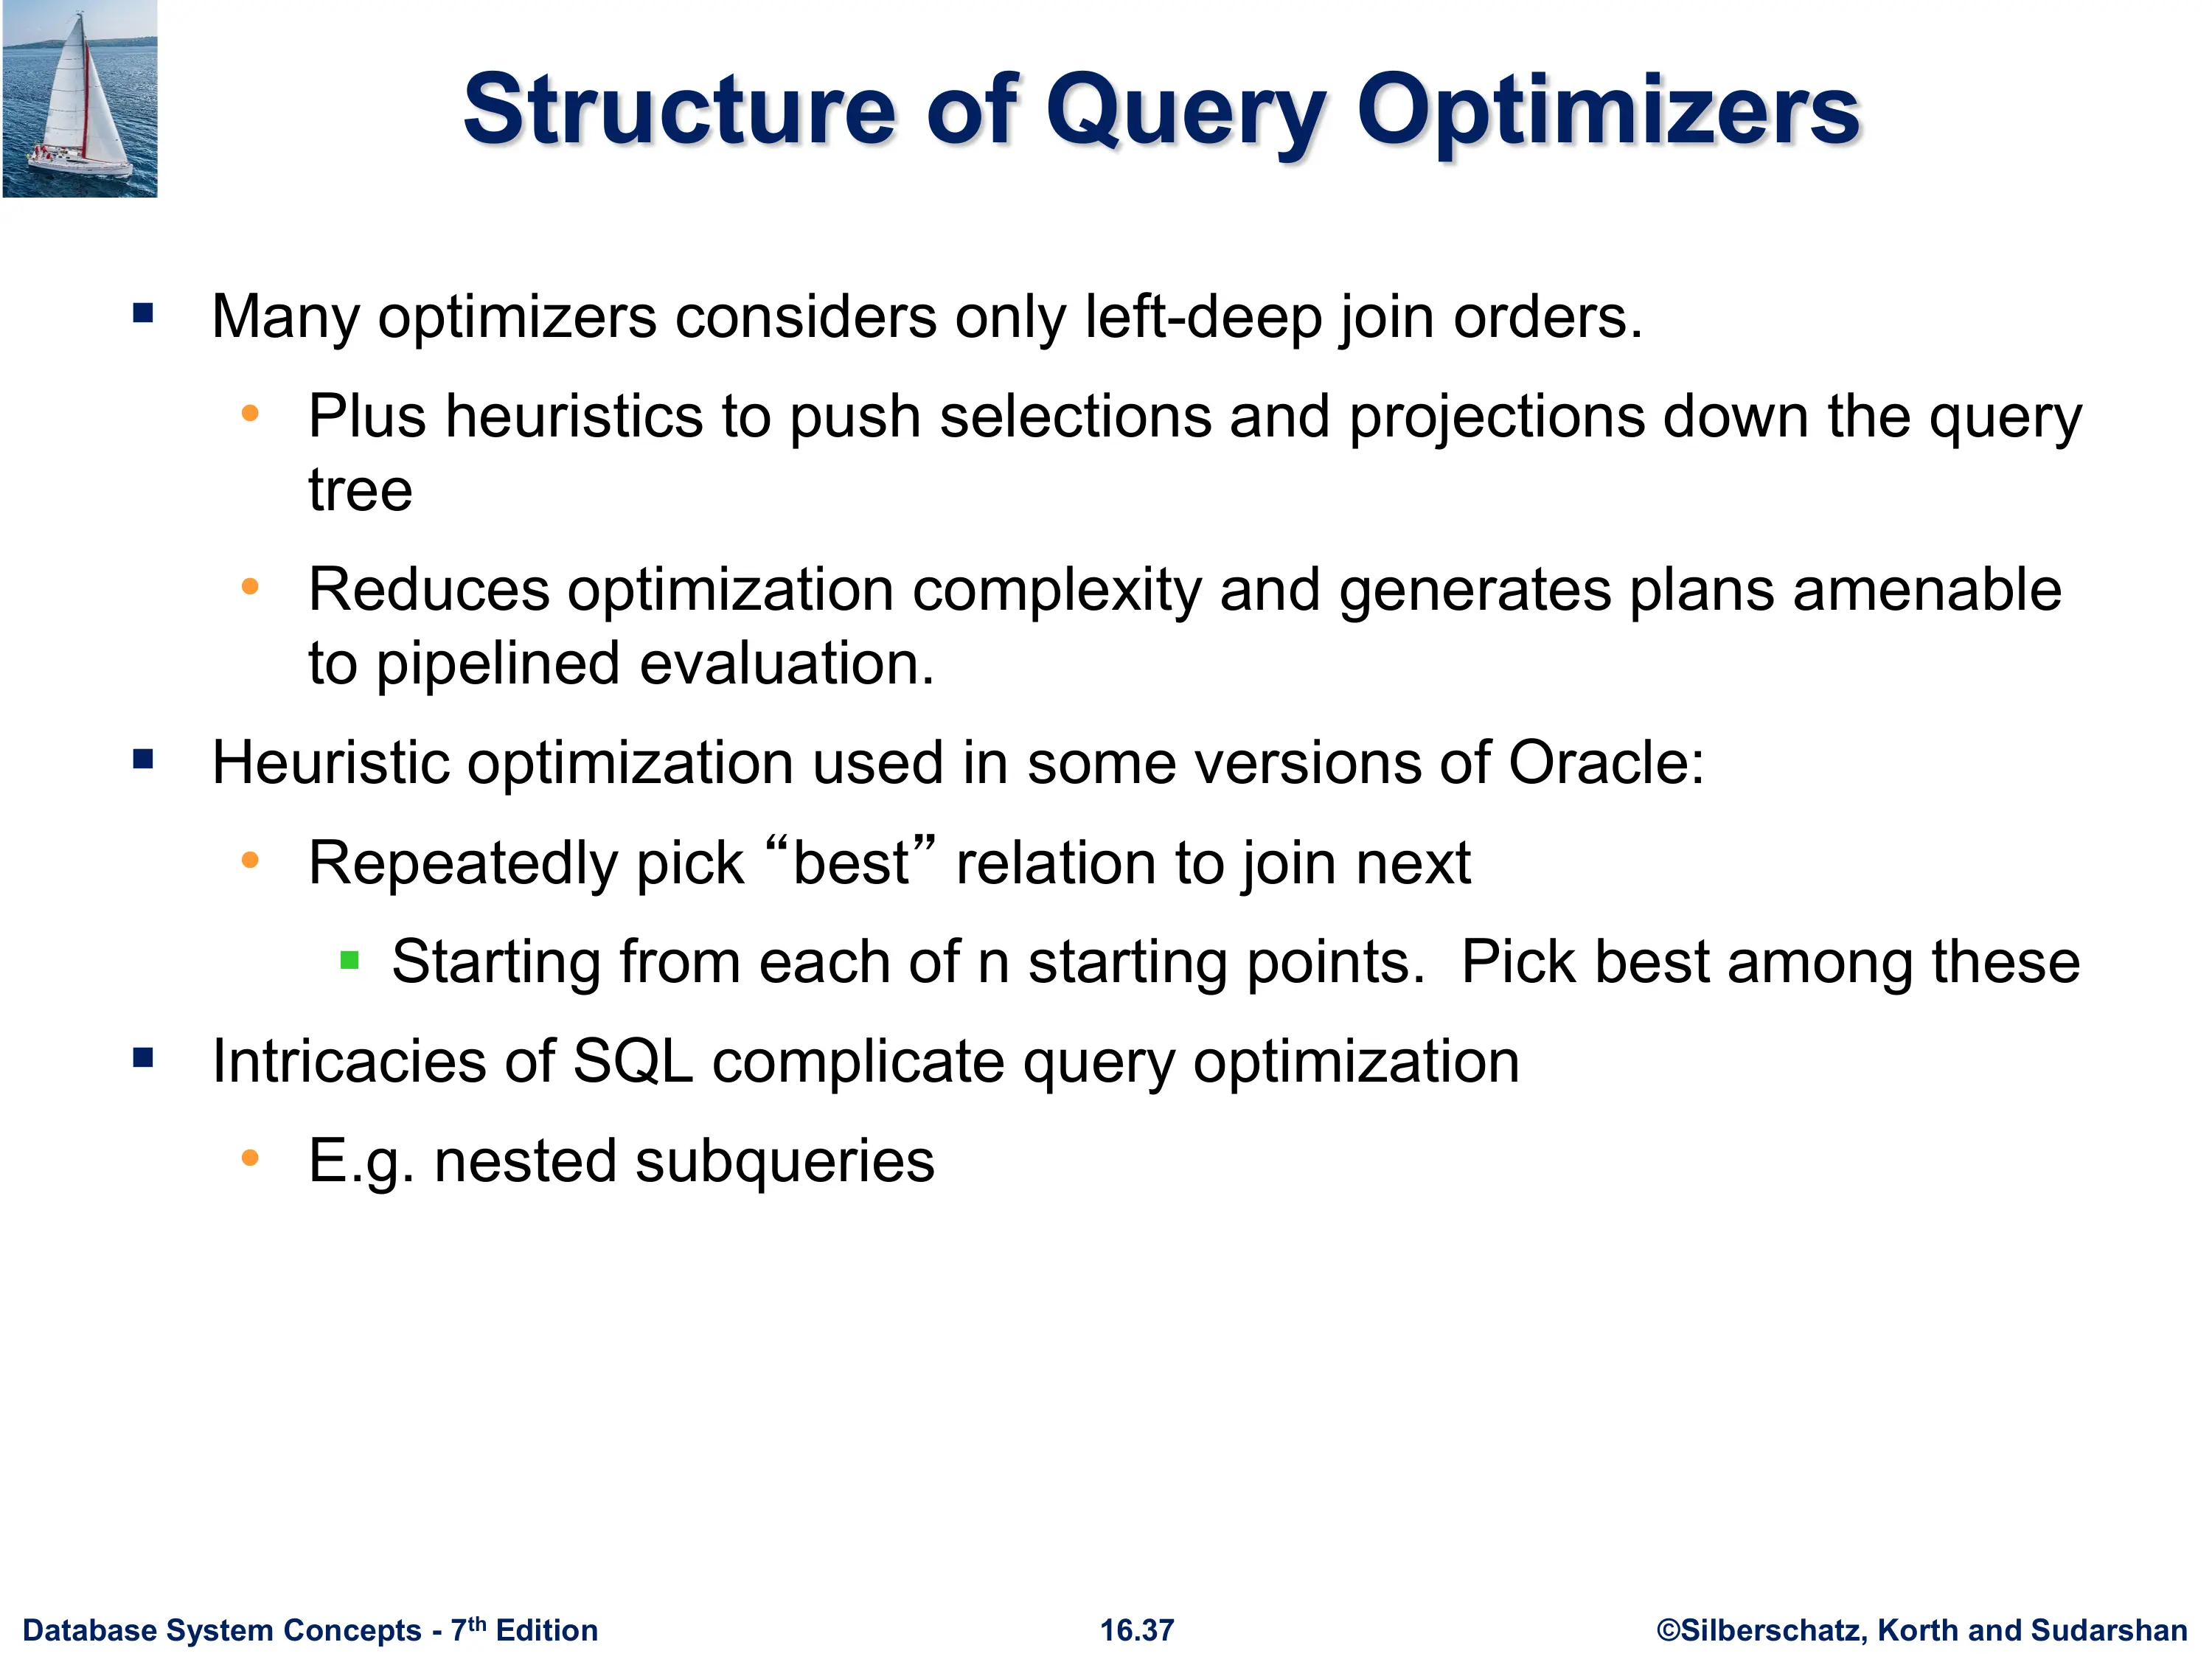 Structure of Query Optimizers
▪ Many optimizers considers only left-deep join orders.
• Plus heuristics to push selections and projections down the query
tree
• Reduces optimization complexity and generates plans amenable
to pipelined evaluation.
▪ Heuristic optimization used in some versions of Oracle:
• Repeatedly pick “best” relation to join next
▪ Starting from each of n starting points.  Pick best among these
▪ Intricacies of SQL complicate query optimization
• E.g. nested subqueries
Database System Concepts - 7th Edition 16.37 ©Silberschatz, Korth and Sudarshan